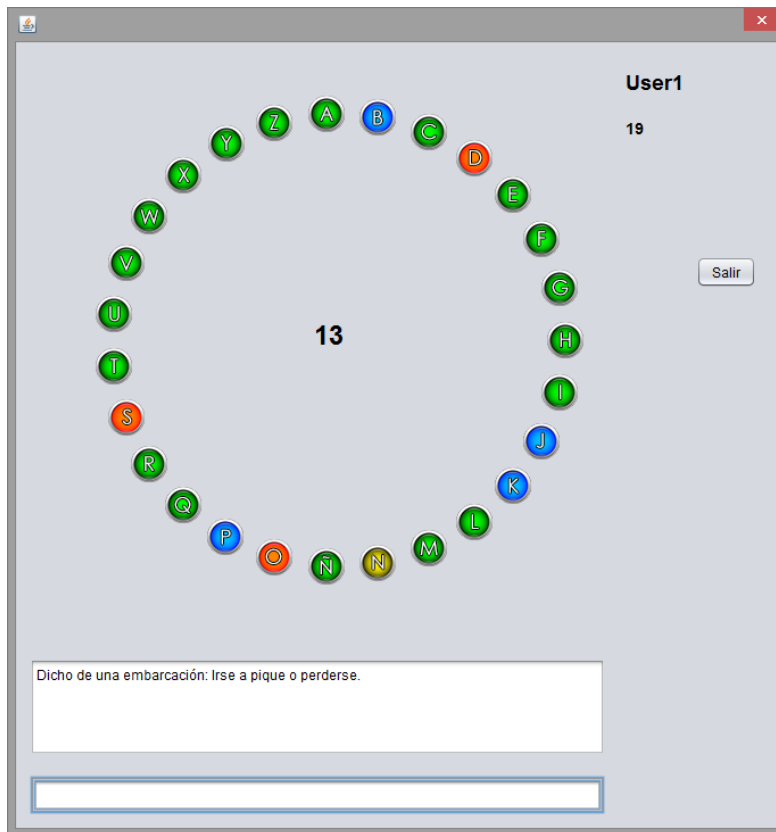 User1
19
A
B
C
D
E
F
G
H
I
J
K
L
M
N
Ñ
O
P
Q
R
S
T
U
V
W
X
Y
Z
13
Salir
Dicho de una embarcación: Irse a pique o perderse.